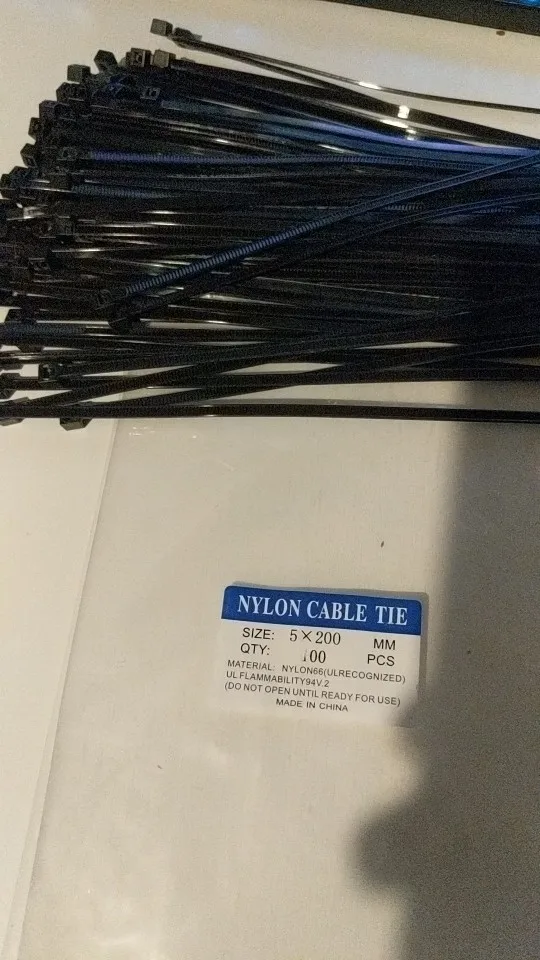 NYLON CABLE TIE
SIZE: 5×200 MM
QTY: 100 PCS
MATERIAL: NYLON66(ULRECOGNIZED)
UL FLAMMABILITY94V.2
(DO NOT OPEN UNTIL READY FOR USE)
MADE IN CHINA